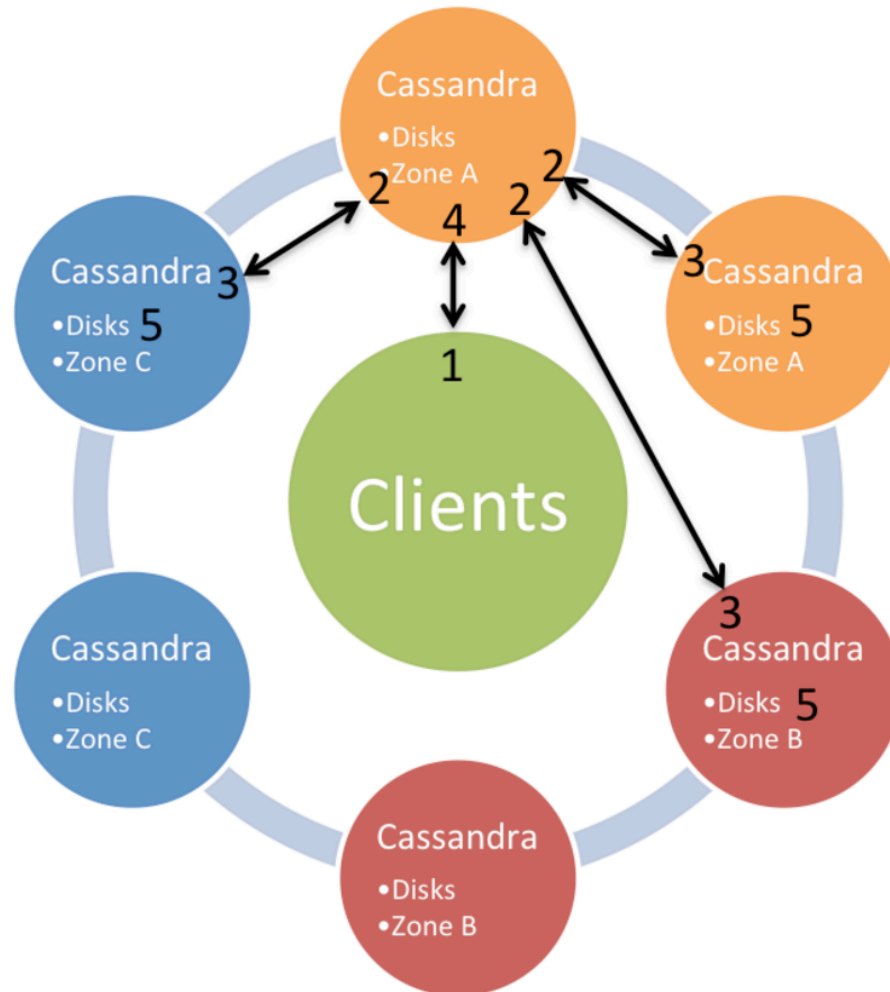 Cassandra
•Disks
•Zone A
2
2
2
4
Cassandra
3
•Disks 5
•Zone C
3
Cassandra
•Disks 5
•Zone A
1
Clients
Cassandra
•Disks
•Zone C
3
Cassandra
•Disks 5
•Zone B
Cassandra
•Disks
•Zone B